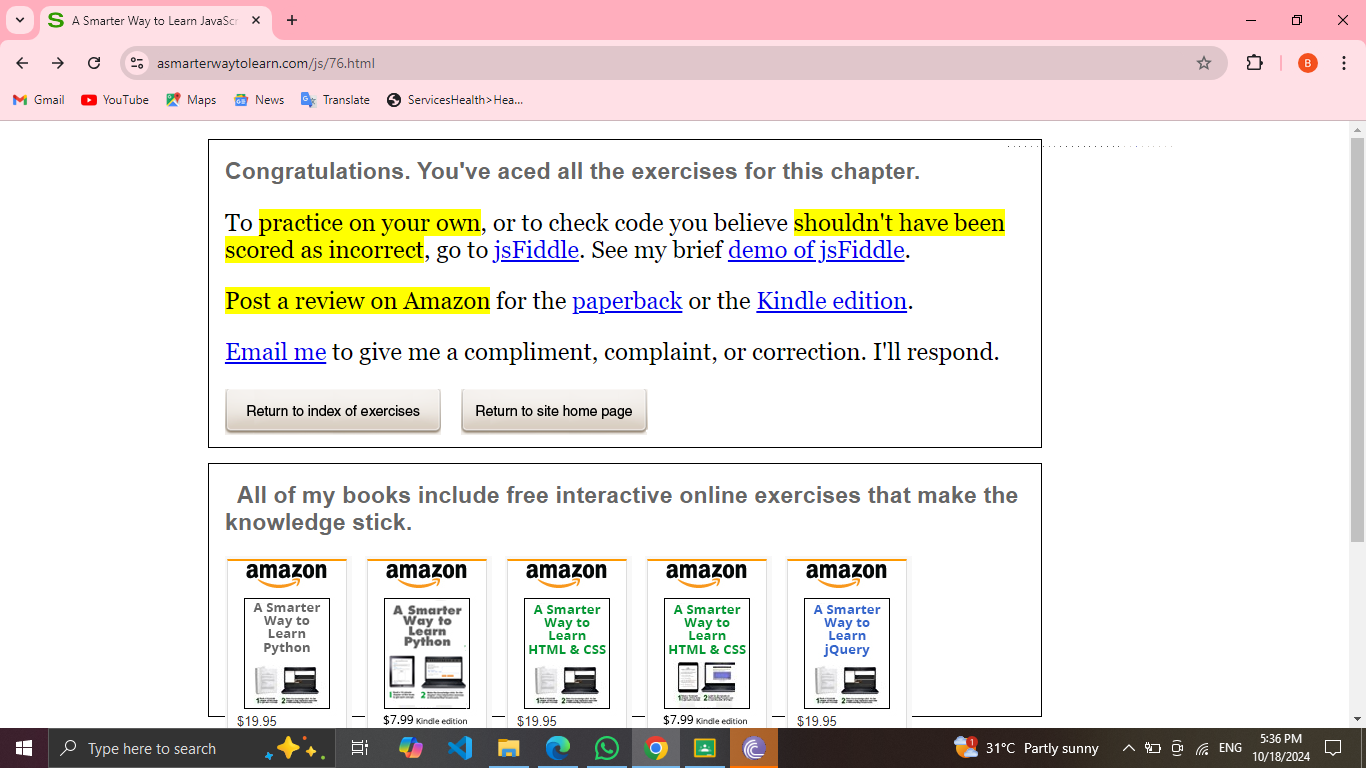 A Smarter Way to Learn JavaScr
asmarterwaytolearn.com/js/76.html
B
Gmail YouTube Maps News Translate ServicesHealth>Hea...
Congratulations. You've aced all the exercises for this chapter.
To practice on your own, or to check code you believe shouldn't have been
scored as incorrect, go to jsFiddle. See my brief demo of jsFiddle.
Post a review on Amazon for the paperback or the Kindle edition.
Email me to give me a compliment, complaint, or correction. I'll respond.
Return to index of exercises Return to site home page
All of my books include free interactive online exercises that make the
knowledge stick.
amazon amazon amazon amazon amazon
A Smarter A Smarter A Smarter A Smarter A Smarter
Way to Way to Way to Way to Way to
Learn Learn Learn Learn Learn
Python Python HTML & CSS HTML & CSS jQuery
$19.95 $7.99 Kindle edition $19.95 $7.99 Kindle edition $19.95
Type here to search
31°C Partly sunny
ENG
5:36 PM
10/18/2024